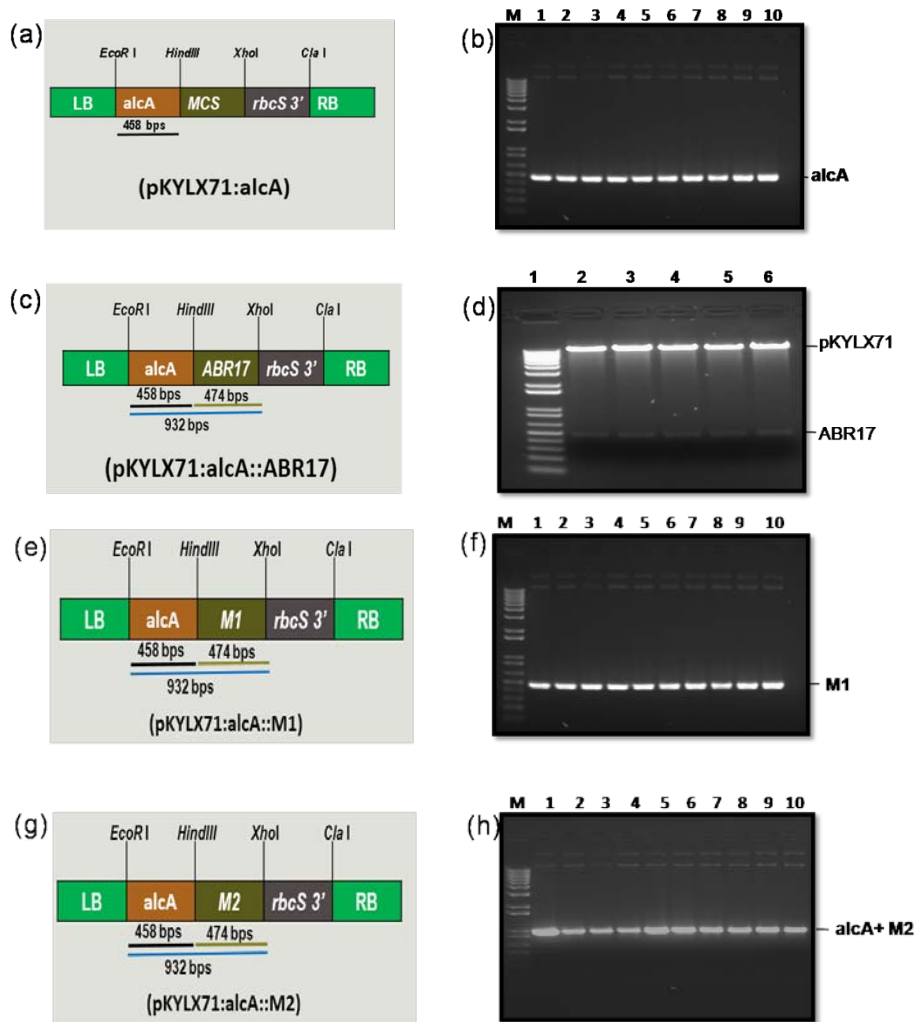 (a)
EcoR I HindIII XhoI Cla I
LB alcA MCS rbcS 3' RB
458 bps
(pKYLX71:alcA)
(b)
M 1 2 3 4 5 6 7 8 9 10
alcA
(c)
EcoR I HindIII XhoI Cla I
LB alcA ABR17 rbcS 3' RB
458 bps 474 bps
932 bps
(pKYLX71:alcA::ABR17)
(d)
1 2 3 4 5 6
pKYLX71
ABR17
(e)
EcoR I HindIII XhoI Cla I
LB alcA M1 rbcS 3' RB
458 bps 474 bps
932 bps
(pKYLX71:alcA::M1)
(f)
M 1 2 3 4 5 6 7 8 9 10
M1
(g)
EcoR I HindIII XhoI Cla I
LB alcA M2 rbcS 3' RB
458 bps 474 bps
932 bps
(pKYLX71:alcA::M2)
(h)
M 1 2 3 4 5 6 7 8 9 10
alcA+ M2